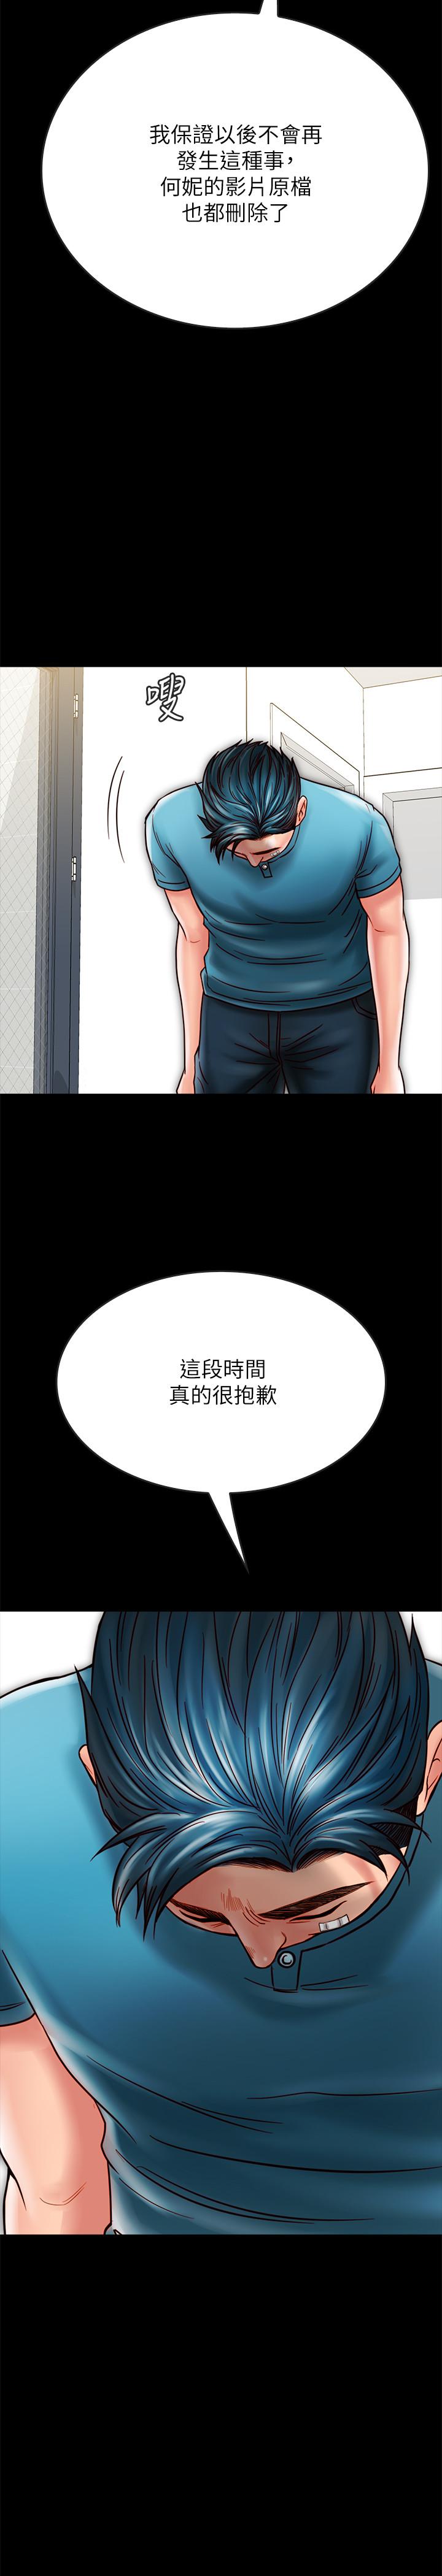 我保證以後不會再
發生這種事，
何妮的影片原檔
也都刪除了
嗖
這段時間
真的很抱歉